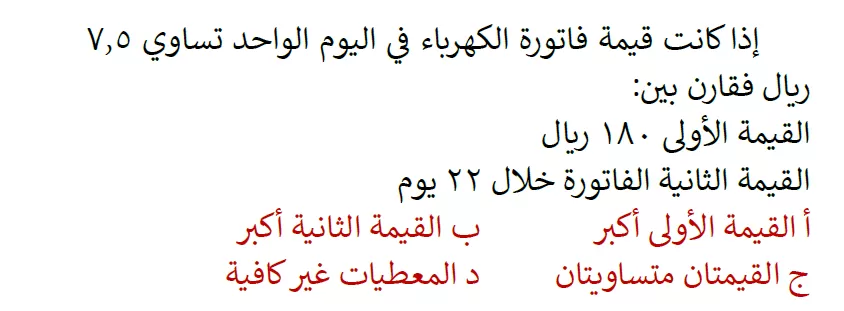 إذا كانت قيمة فاتورة الكهرباء في اليوم الواحد تساوي ٧,٥
ريال فقارن بين:
القيمة الأولى ١٨٠ ريال
القيمة الثانية الفاتورة خلال ٢٢ يوم
أ القيمة الأولى أكبر ب القيمة الثانية أكبر
ج القيمتان متساويتان د المعطيات غير كافية